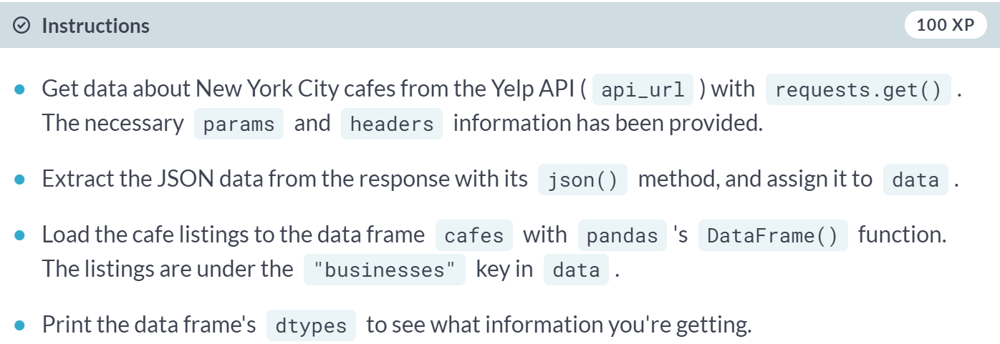 Instructions
100 XP
Get data about New York City cafes from the Yelp API ( api_url ) with requests.get() .
The necessary params and headers information has been provided.
Extract the JSON data from the response with its json() method, and assign it to data .
Load the cafe listings to the data frame cafes with pandas 's DataFrame() function.
The listings are under the "businesses" key in data .
Print the data frame's dtypes to see what information you're getting.